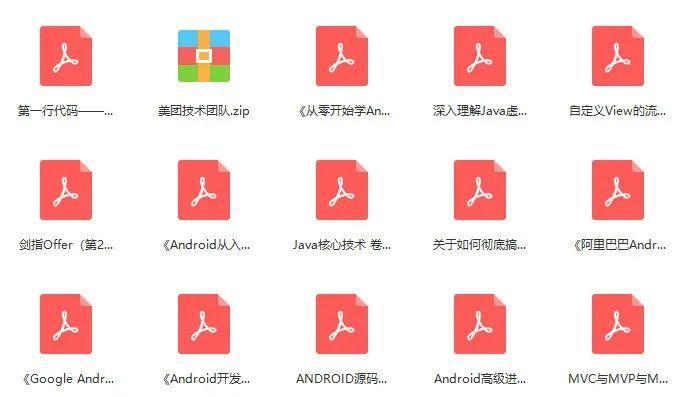 第一行代码——...
美团技术团队.zip
《从零开始学An...
深入理解Java虚...
自定义View的流...
剑指Offer（第2...
《Android从入...
Java核心技术 卷...
关于如何彻底搞...
《阿里巴巴Andr...
《Google Andr...
《Android开发...
ANDROID源码...
Android高级进...
MVC与MVP与M...